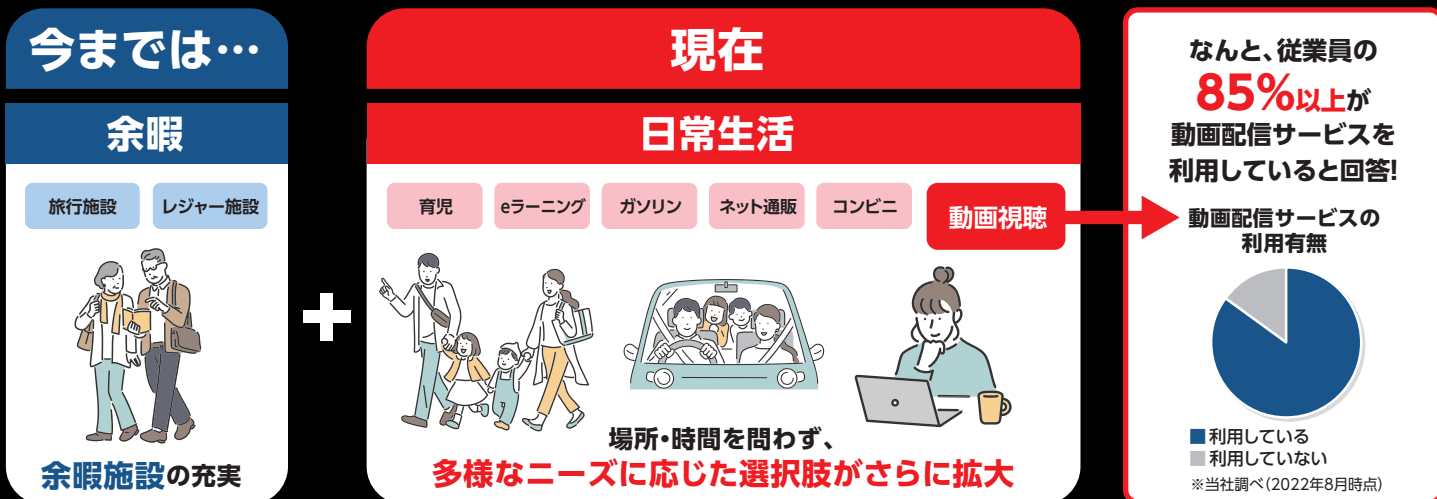 今までは…
余暇
旅行施設
レジャー施設
余暇施設の充実
+
現在
日常生活
育児
eラーニング
ガソリン
ネット通販
コンビニ
動画視聴
場所・時間を問わず、
多様なニーズに応じた選択肢がさらに拡大
なんと、従業員の
85%以上が
動画配信サービスを
利用していると回答!
動画配信サービスの
利用有無
利用している
利用していない
※当社調べ(2022年8月時点)